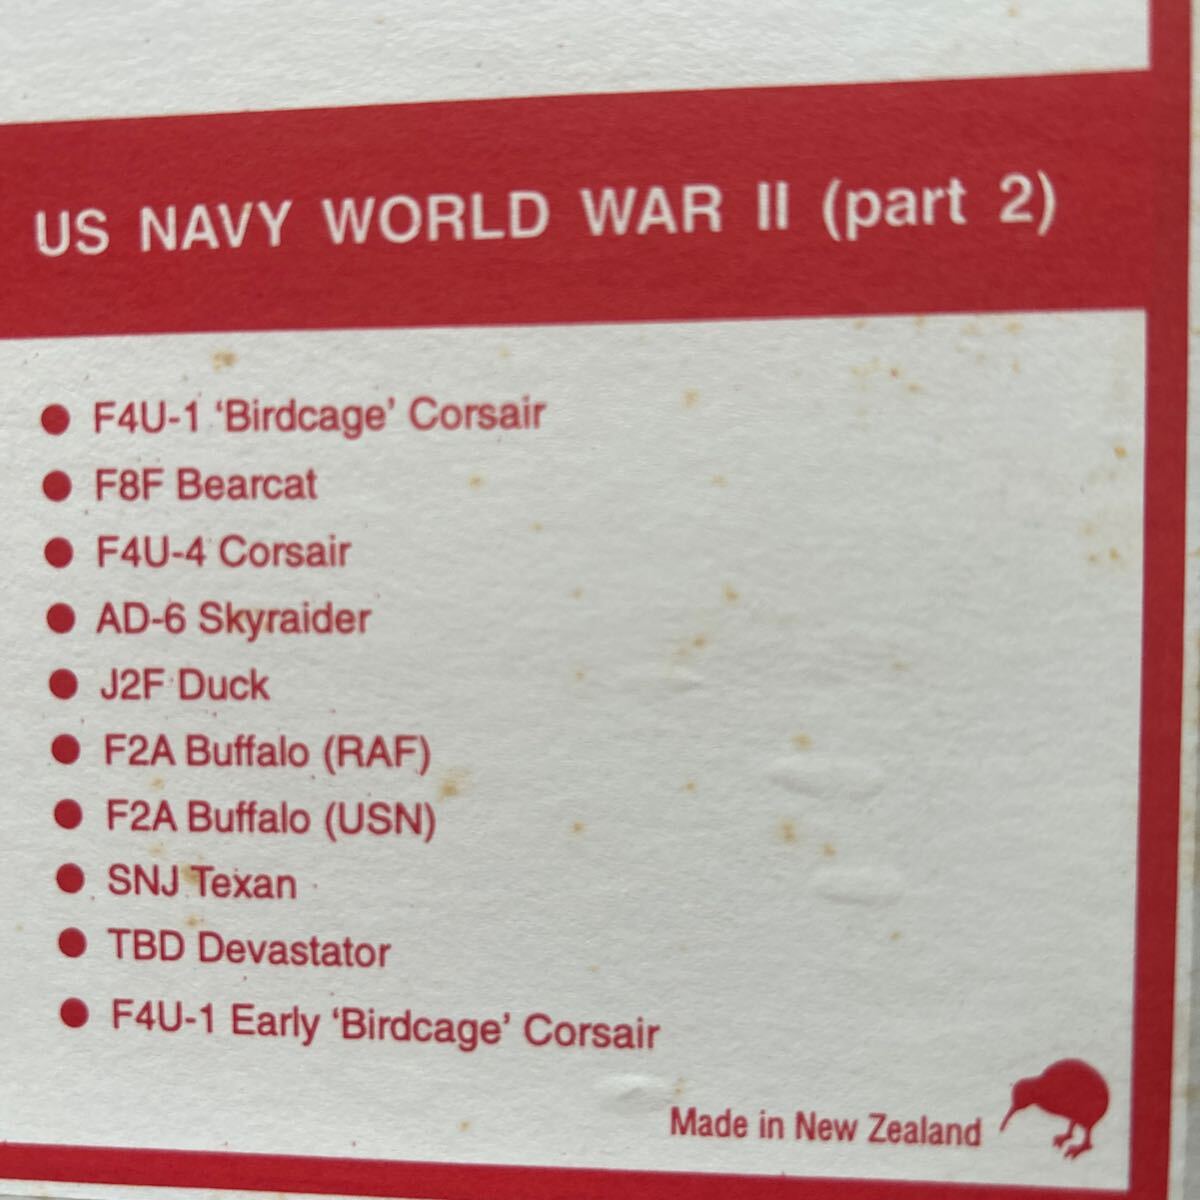 US NAVY WORLD WAR II (part 2)
● F4U-1 ‘Birdcage’ Corsair
● F8F Bearcat
● F4U-4 Corsair
● AD-6 Skyraider
● J2F Duck
● F2A Buffalo (RAF)
● F2A Buffalo (USN)
● SNJ Texan
● TBD Devastator
● F4U-1 Early ‘Birdcage’ Corsair
Made in New Zealand